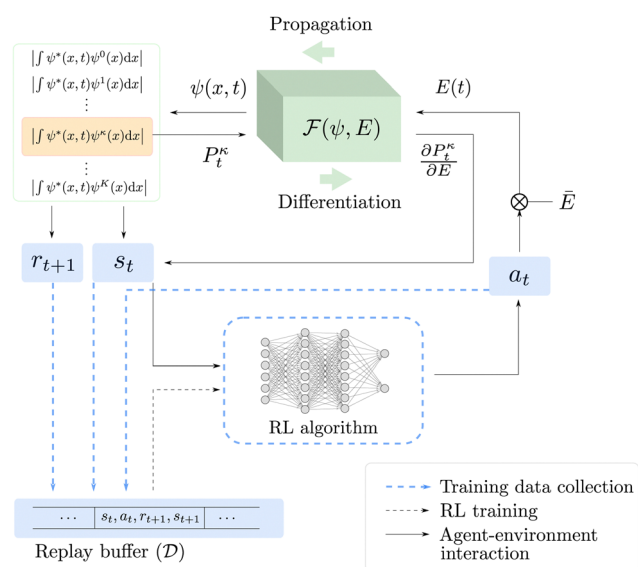 Propagation
|∫ ψ*(x, t)ψ⁰(x)dx|
|∫ ψ*(x, t)ψ¹(x)dx|
⋮
|∫ ψ*(x, t)ψ^κ(x)dx|
⋮
|∫ ψ*(x, t)ψ^K(x)dx|
ψ(x, t)
P_t^κ
F(ψ, E)
E(t)
∂P_t^κ/∂E
Differentiation
⊗ Ē
r_{t+1}
s_t
a_t
RL algorithm
··· s_t, a_t, r_{t+1}, s_{t+1} ···
Replay buffer (D)
Training data collection
RL training
Agent-environment
interaction